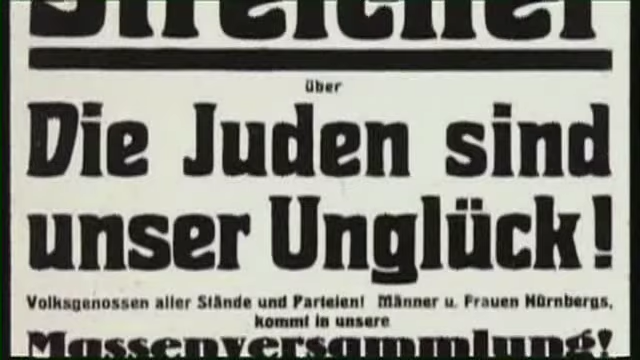 Streicher
über
Die Juden sind
unser Unglück!
Volksgenossen aller Stände und Parteien! Männer u. Frauen Nürnbergs,
kommt in unsere
Massenversammlung!